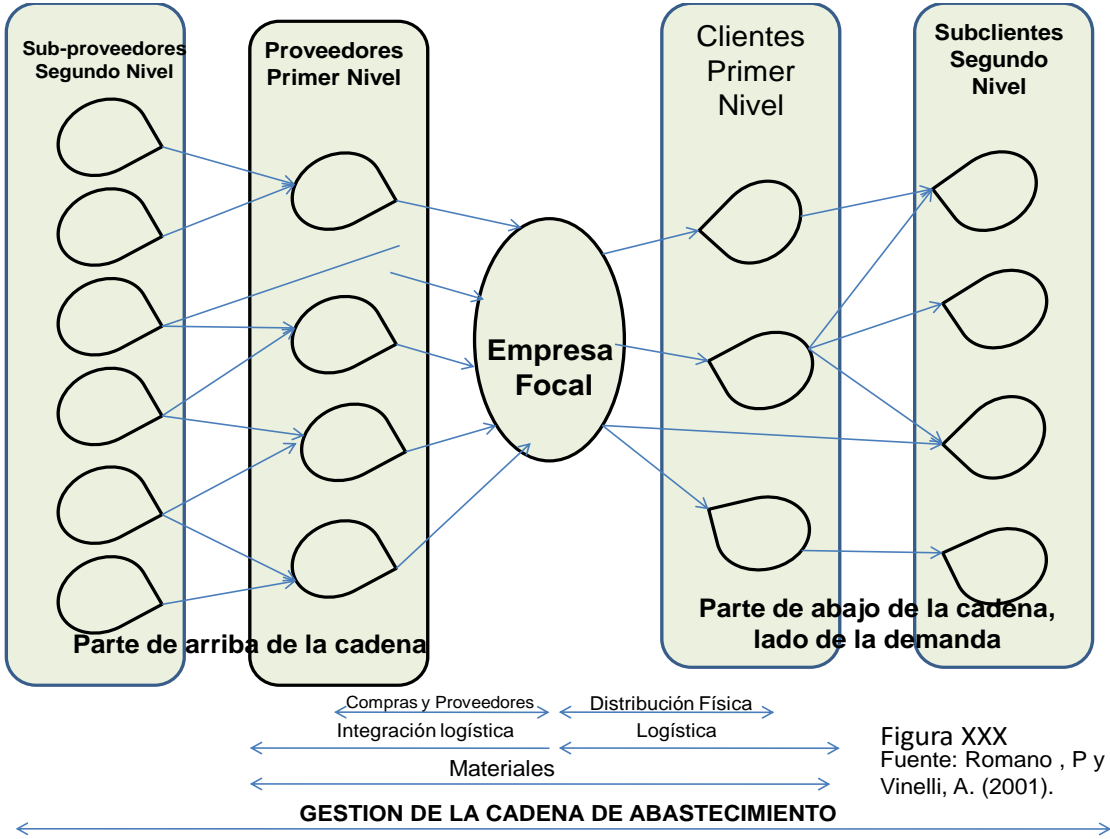 Sub-proveedores
Segundo Nivel
Proveedores
Primer Nivel
Clientes
Primer
Nivel
Subclientes
Segundo
Nivel
Empresa
Focal
Parte de arriba de la cadena
Parte de abajo de la cadena,
lado de la demanda
Compras y Proveedores
Distribución Física
Integración logística
Logística
Materiales
Figura XXX
Fuente: Romano , P y
Vinelli, A. (2001).
GESTION DE LA CADENA DE ABASTECIMIENTO